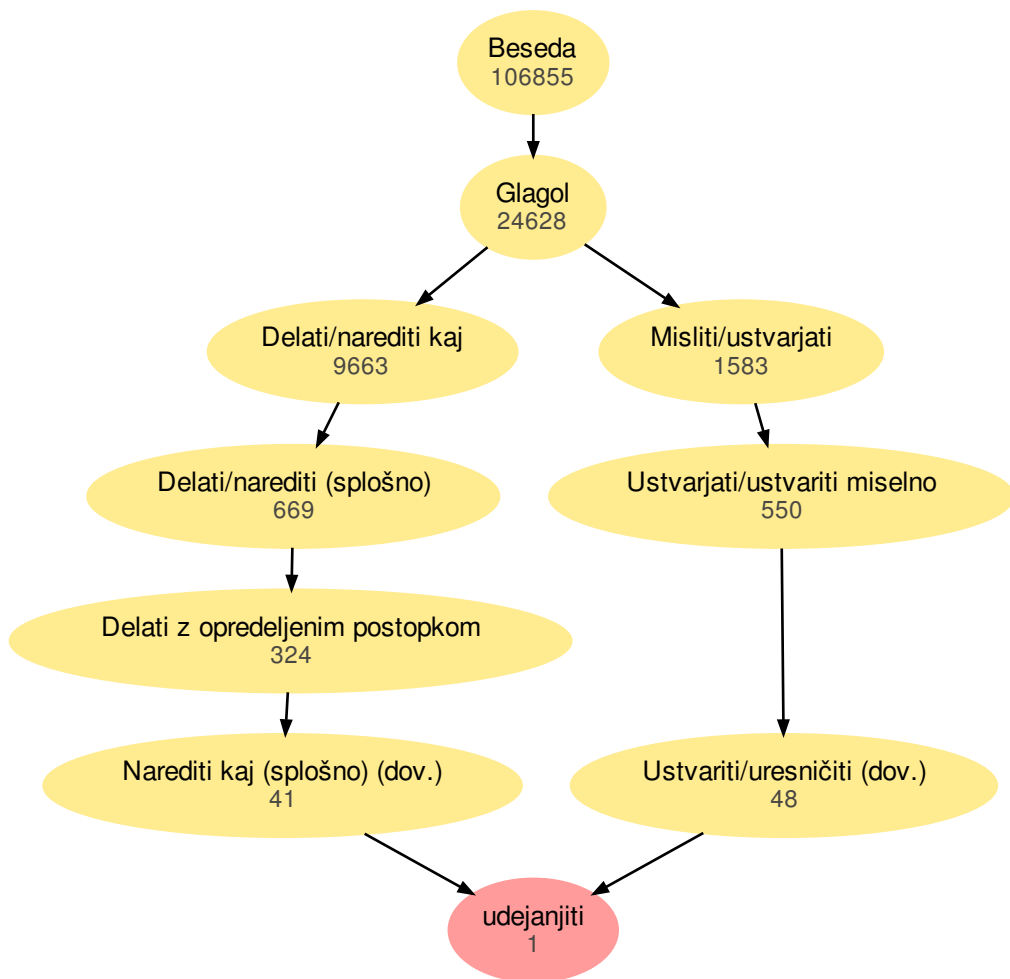 Beseda
106855
Glagol
24628
Delati/narediti kaj
9663
Misliti/ustvarjati
1583
Delati/narediti (splošno)
669
Ustvarjati/ustvariti miselno
550
Delati z opredeljenim postopkom
324
Narediti kaj (splošno) (dov.)
41
Ustvariti/uresničiti (dov.)
48
udejanjiti
1